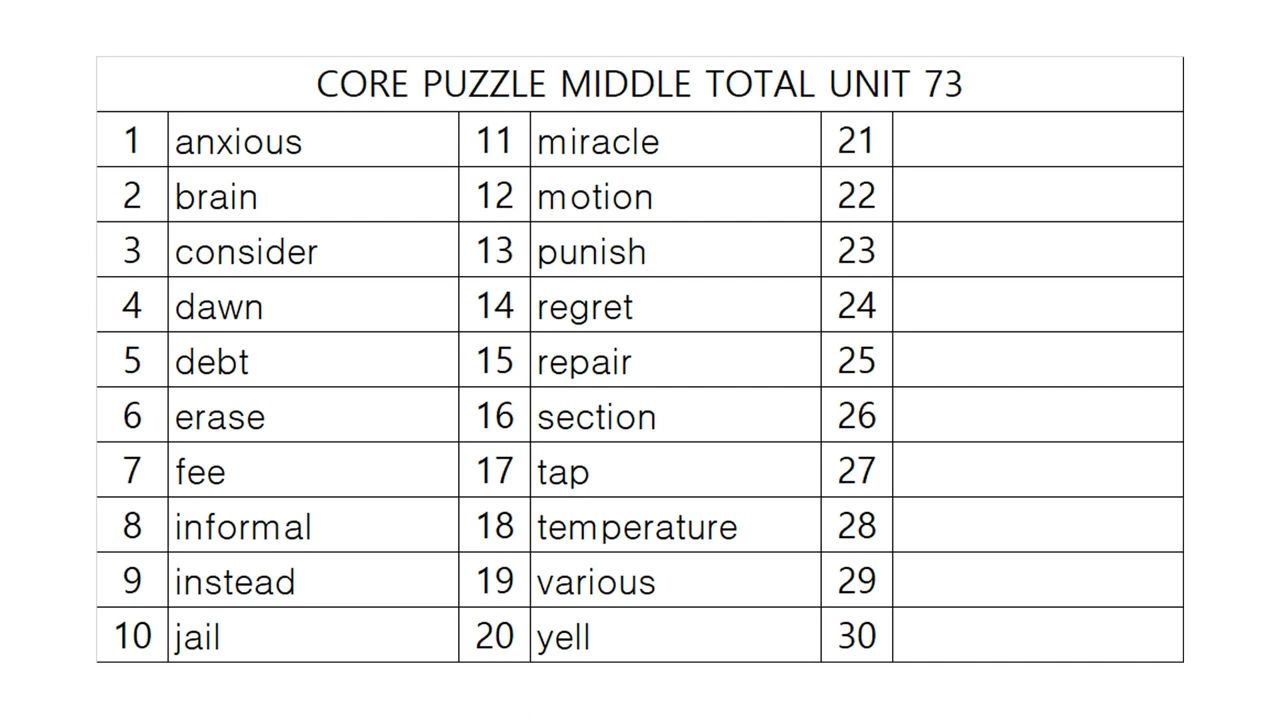 CORE PUZZLE MIDDLE TOTAL UNIT 73
1 anxious 11 miracle 21
2 brain 12 motion 22
3 consider 13 punish 23
4 dawn 14 regret 24
5 debt 15 repair 25
6 erase 16 section 26
7 fee 17 tap 27
8 informal 18 temperature 28
9 instead 19 various 29
10 jail 20 yell 30